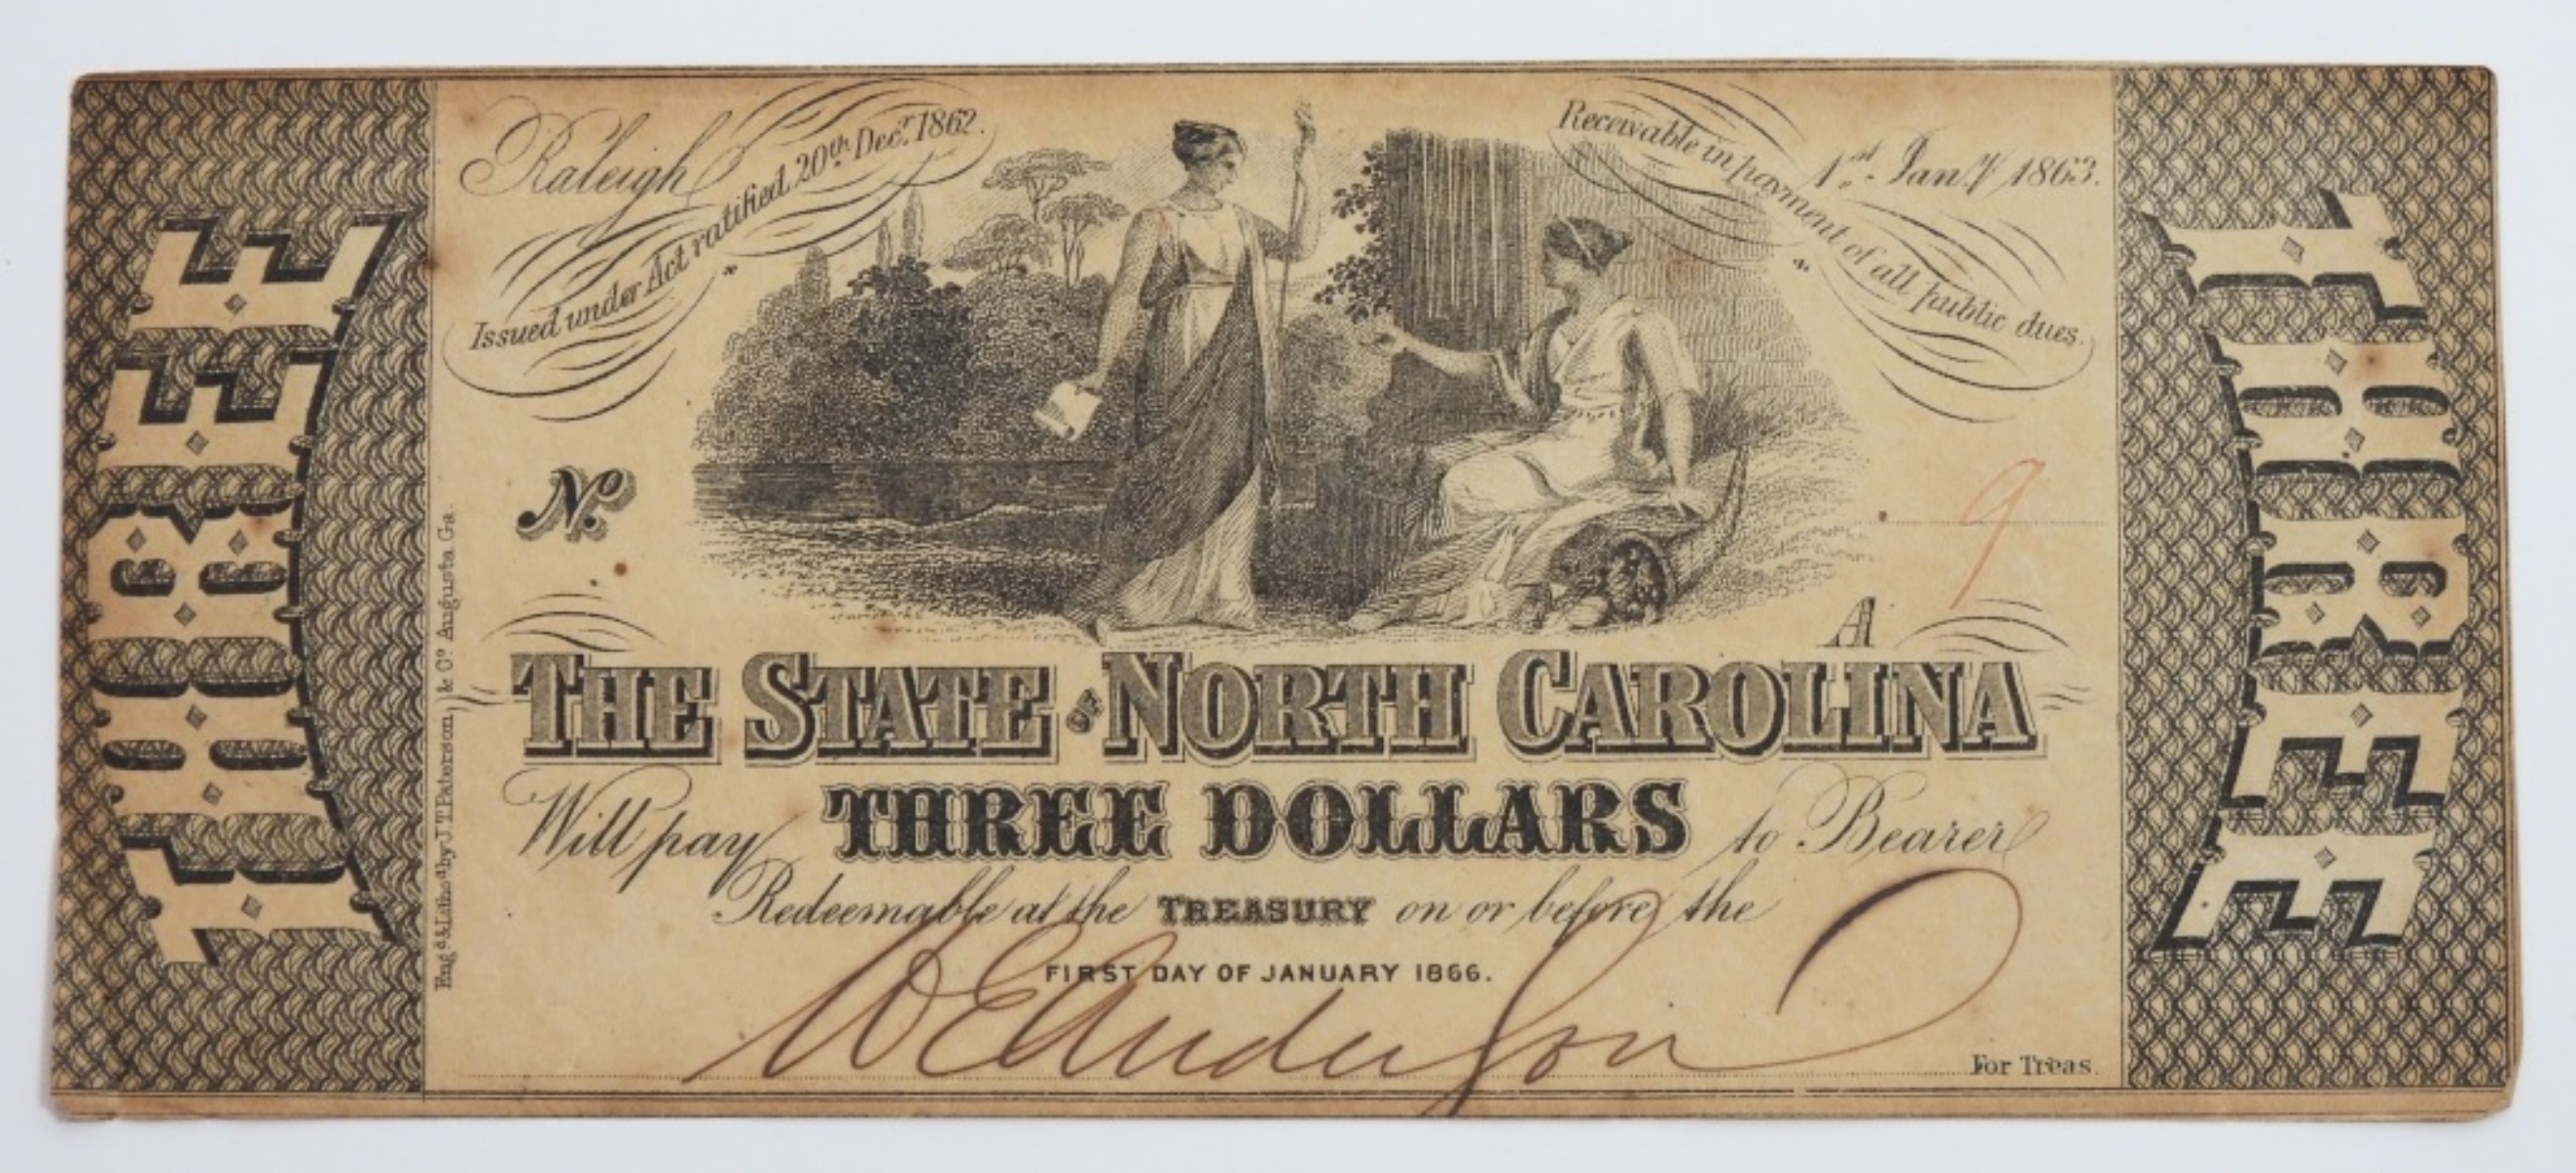 THREE
Raleigh
Issued under Act ratified, 20th Decr. 1862.
Receivable in payment of all public dues.
1st Jany 1863.
No.
9
A
THE STATE OF NORTH CAROLINA
Will pay THREE DOLLARS to Bearer
Redeemable at the TREASURY on or before the
FIRST DAY OF JANUARY 1866.
W E Anderson
For Treas.
Engd & Lithod by J T Paterson & Co Augusta Ga.
THREE